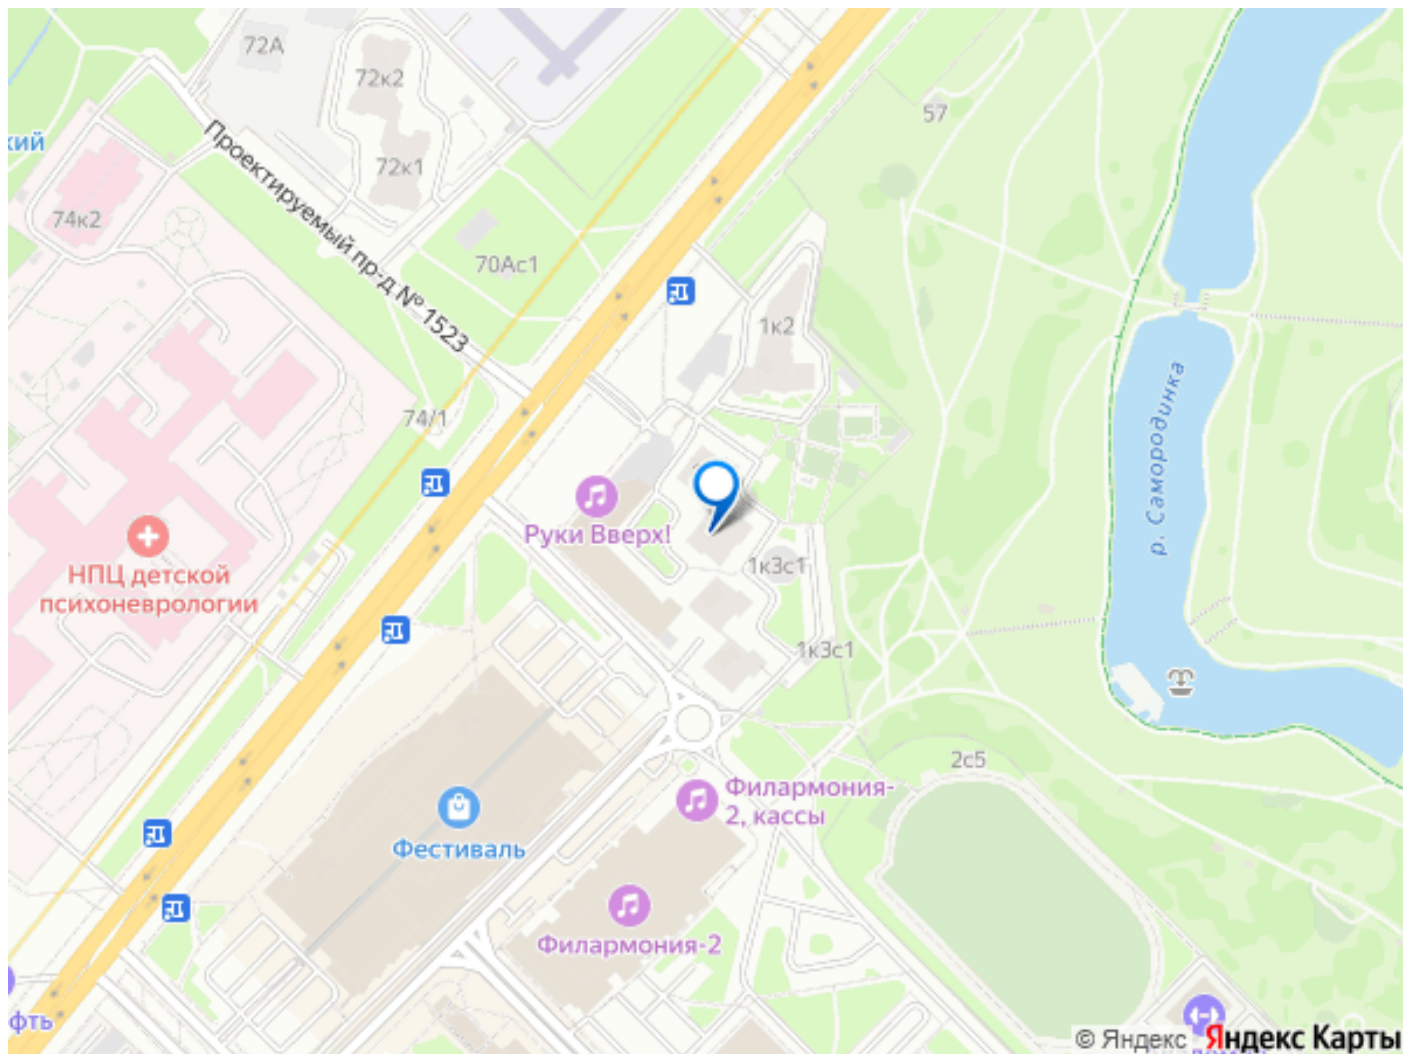 72А
72к2
57
кий
72к1
Проектируемый пр-д № 1523
74к2
70Ас1
1к2
74/1
р. Самородинка
Руки Вверх!
НПЦ детской
психоневрологии
1к3с1
1к3с1
2с5
Филармония-
2, кассы
Фестиваль
Филармония-2
фть
© Яндекс Яндекс Карты